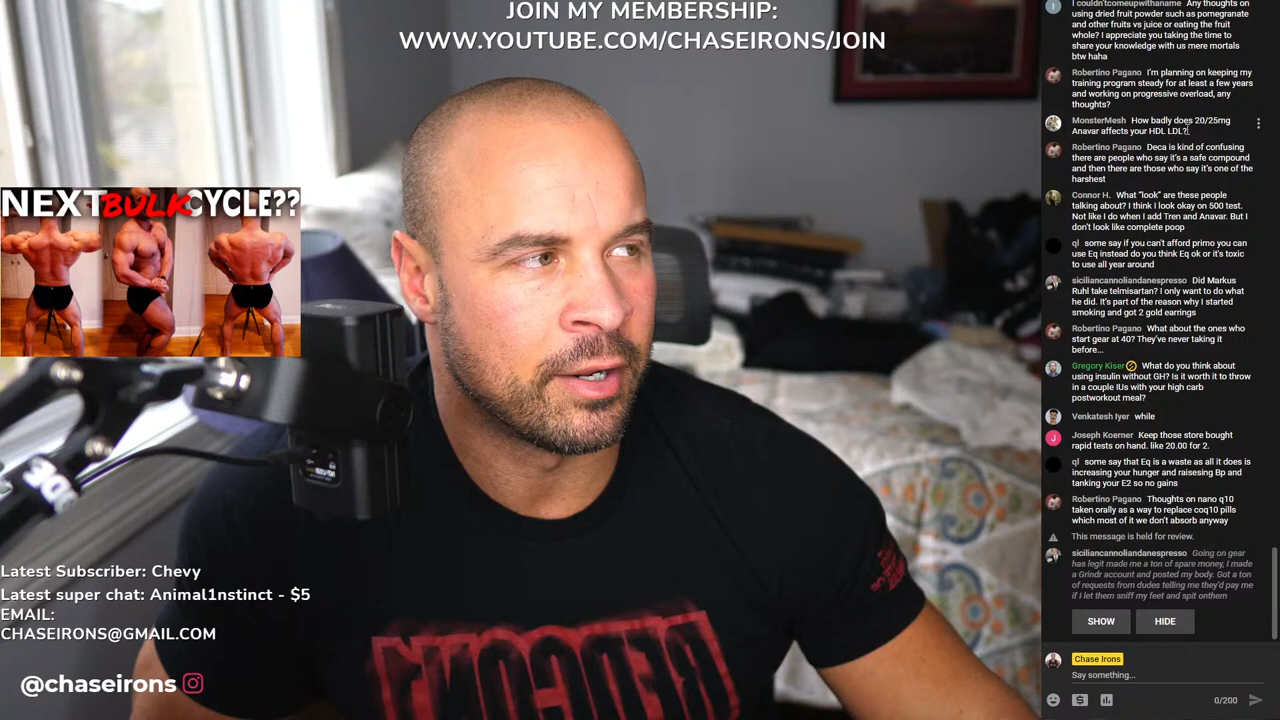 JOIN MY MEMBERSHIP:
WWW.YOUTUBE.COM/CHASEIRONS/JOIN
NEXT BULK CYCLE??
Latest Subscriber: Chevy
Latest super chat: Animal1nstinct - $5
EMAIL:
CHASEIRONS@GMAIL.COM
@chaseirons
I couldn'tcomeupwithaname Any thoughts on
using dried fruit powder such as pomegranate
and other fruits vs juice or eating the fruit
whole? I appreciate you taking the time to
share your knowledge with us mere mortals
btw haha
Robertino Pagano I'm planning on keeping my
training program steady for at least a few years
and working on progressive overload, any
thoughts?
MonsterMesh How badly does 20/25mg
Anavar affects your HDL LDL?
Robertino Pagano Deca is kind of confusing
there are people who say it's a safe compound
and then there are those who say it's one of the
harshest
Connor H. What "look" are these people
talking about? I think I look okay on 500 test.
Not like I do when I add Tren and Anavar. But I
don't look like complete poop
ql some say if you can't afford primo you can
use Eq instead do you think Eq ok or it's toxic
to use all year around
siciliancannoliandanespresso Did Markus
Ruhl take telmisartan? I only want to do what
he did. It's part of the reason why I started
smoking and got 2 gold earrings
Robertino Pagano What about the ones who
start gear at 40? They've never taking it
before...
Gregory Kiser What do you think about
using insulin without GH? Is it worth it to throw
in a couple IUs with your high carb
postworkout meal?
Venkatesh Iyer while
J Joseph Koerner Keep those store bought
rapid tests on hand. like 20.00 for 2.
ql some say that Eq is a waste as all it does is
increasing your hunger and raisesing Bp and
tanking your E2 so no gains
Robertino Pagano Thoughts on nano q10
taken orally as a way to replace coq10 pills
which most of it we don't absorb anyway
This message is held for review.
siciliancannoliandanespresso Going on gear
has legit made me a ton of spare money, I made
a Grindr account and posted my body. Got a ton
of requests from dudes telling me they'd pay me
if I let them sniff my feet and spit onthem
SHOW HIDE
Chase Irons
Say something...
0/200